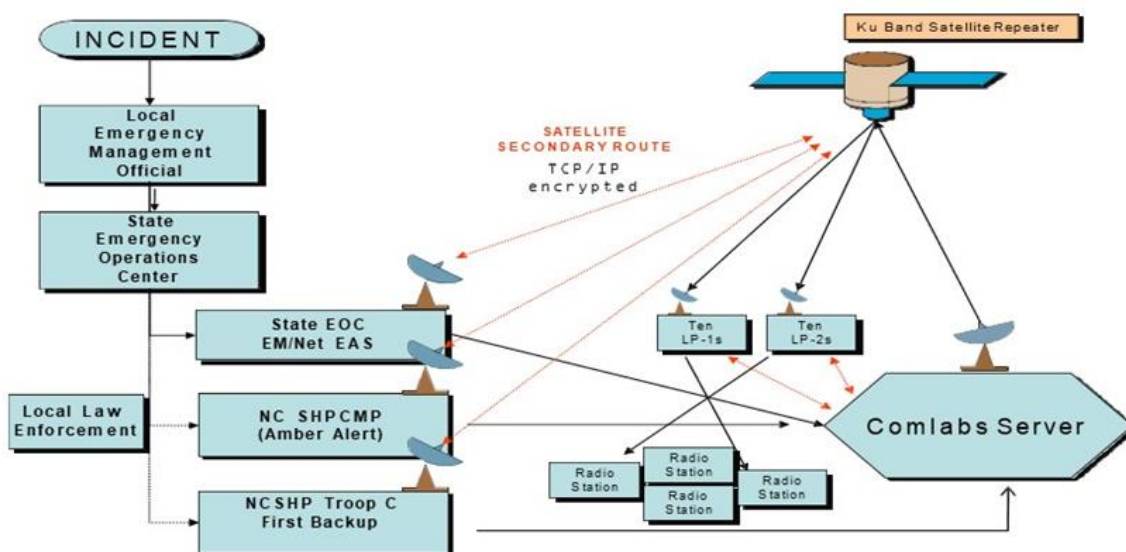 INCIDENT
Ku Band Satellite Repeater
Local
Emergency
Management
Official
SATELLITE
SECONDARY ROUTE
TCP/IP
encrypted
State
Emergency
Operations
Center
State EOC
EM/Net EAS
Ten
LP-1s
Ten
LP-2s
Local Law
Enforcement
NC SHPCMP
(Amber Alert)
Comlabs Server
Radio
Station
Radio
Station
Radio
Station
Radio
Station
NCSHP Troop C
First Backup